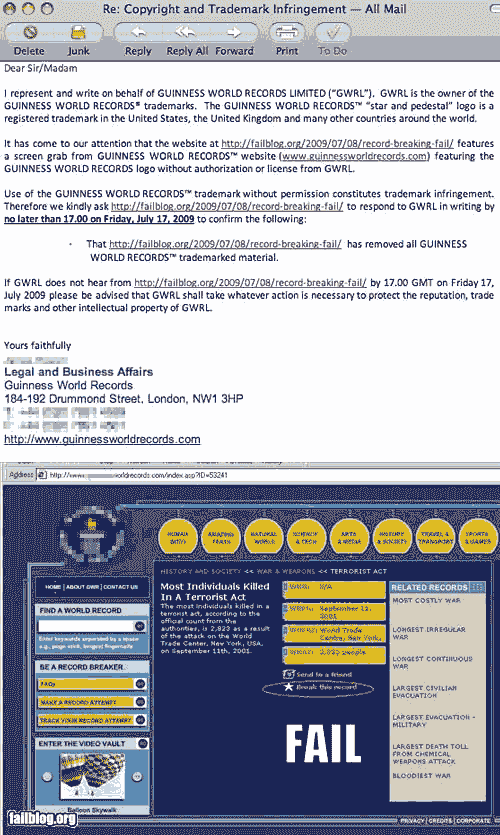 Re: Copyright and Trademark Infringement — All Mail
Delete Junk Reply Reply All Forward Print To Do
Dear Sir/Madam
I represent and write on behalf of GUINNESS WORLD RECORDS LIMITED ("GWRL"). GWRL is the owner of the
GUINNESS WORLD RECORDS® trademarks. The GUINNESS WORLD RECORDS™ "star and pedestal" logo is a
registered trademark in the United States, the United Kingdom and many other countries around the world.
It has come to our attention that the website at http://failblog.org/2009/07/08/record-breaking-fail/ features
a screen grab from GUINNESS WORLD RECORDS™ website (www.guinnessworldrecords.com) featuring the
GUINNESS WORLD RECORDS logo without authorization or license from GWRL.
Use of the GUINNESS WORLD RECORDS™ trademark without permission constitutes trademark infringement.
Therefore we kindly ask http://failblog.org/2009/07/08/record-breaking-fail/ to respond to GWRL in writing by
no later than 17.00 on Friday, July 17, 2009 to confirm the following:
- That http://failblog.org/2009/07/08/record-breaking-fail/ has removed all GUINNESS
WORLD RECORDS™ trademarked material.
If GWRL does not hear from http://failblog.org/2009/07/08/record-breaking-fail/ by 17.00 GMT on Friday 17,
July 2009 please be advised that GWRL shall take whatever action is necessary to protect the reputation, trade
marks and other intellectual property of GWRL.
Yours faithfully
Legal and Business Affairs
Guinness World Records
184-192 Drummond Street, London, NW1 3HP
http://www.guinnessworldrecords.com
Address http://www. worldrecords.com/index.asp?ID=53241
HUMAN BODY
AMAZING FEATS
NATURAL WORLD
SCIENCE & TECH
ARTS & MEDIA
HISTORY & SOCIETY
TRAVEL & TRANSPORT
SPORTS & GAMES
HISTORY AND SOCIETY << WAR & WEAPONS << TERRORIST ACT
HOME | ABOUT GWR | CONTACT US
FIND A WORLD RECORD
Enter keywords separated by a space
e.g., page visit, longest fingernails
BE A RECORD BREAKER
FAQs
MAKE A RECORD ATTEMPT
TRACK YOUR RECORD ATTEMPT
ENTER THE VIDEO VAULT
Balloon Skywalk
Most Individuals Killed
In A Terrorist Act
The most individuals killed in a
terrorist act, according to the
official count from the
authorities, is 2,823 as a result
of the attack on the World
Trade Center, New York, USA,
on September 11th, 2001.
WHO: N/A
WHEN: September 11,
2001
WHERE: World Trade
Centre, New York,
2,823 people
Send to a friend
Break this record
FAIL
RELATED RECORDS
MOST COSTLY WAR
LONGEST IRREGULAR
WAR
LONGEST CONTINUOUS
WAR
LARGEST CIVILIAN
EVACUATION
LARGEST EVACUATION -
MILITARY
LARGEST DEATH TOLL
FROM CHEMICAL
WEAPONS ATTACK
BLOODIEST WAR
PRIVACY | CREDITS | CORPORATE
failblog.org